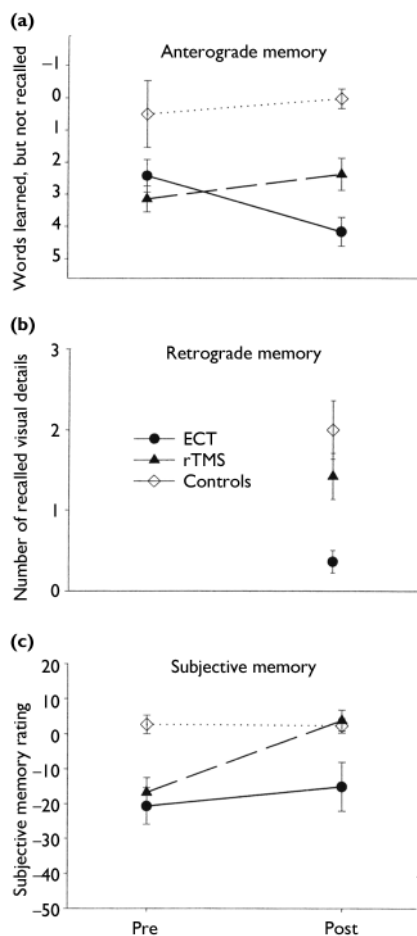 (a)
Anterograde memory
Words learned, but not recalled
−1
0
1
2
3
4
5
(b)
Retrograde memory
Number of recalled visual details
3
2
1
0
ECT
rTMS
Controls
(c)
Subjective memory
Subjective memory rating
20
10
0
−10
−20
−30
−40
−50
Pre
Post